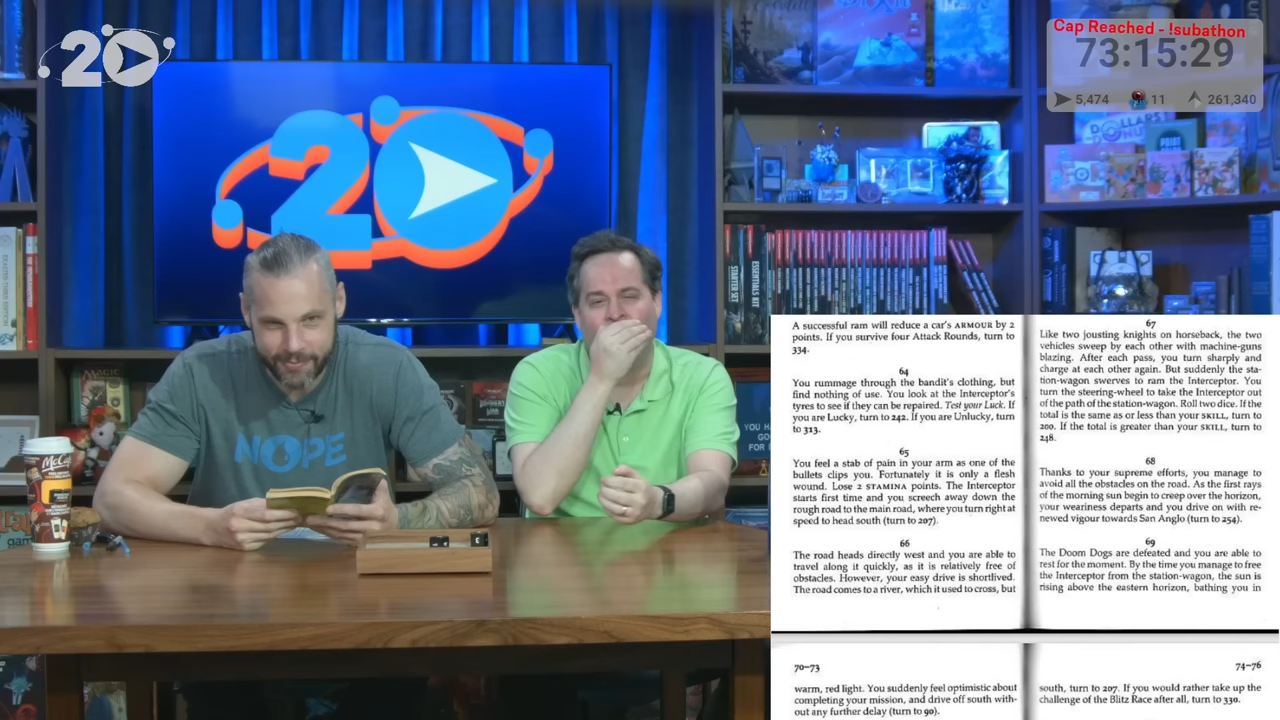 20
Cap Reached - !subathon
73:15:29
5,474
11
261,340
20
STARTER SET
ESSENTIALS KIT
MAGIC
NOPE
A successful ram will reduce a car's ARMOUR by 2
points. If you survive four Attack Rounds, turn to
334.
64
You rummage through the bandit's clothing, but
find nothing of use. You look at the Interceptor's
tyres to see if they can be repaired. Test your Luck. If
you are Lucky, turn to 242. If you are Unlucky, turn
to 313.
65
You feel a stab of pain in your arm as one of the
bullets clips you. Fortunately it is only a flesh
wound. Lose 2 STAMINA points. The Interceptor
starts first time and you screech away down the
rough road to the main road, where you turn right at
speed to head south (turn to 207).
66
The road heads directly west and you are able to
travel along it quickly, as it is relatively free of
obstacles. However, your easy drive is shortlived.
The road comes to a river, which it used to cross, but
67
Like two jousting knights on horseback, the two
vehicles sweep by each other with machine-guns
blazing. After each pass, you turn sharply and
charge at each other again. But suddenly the sta-
tion-wagon swerves to ram the Interceptor. You
turn the steering-wheel to take the Interceptor out
of the path of the station-wagon. Roll two dice. If the
total is the same as or less than your SKILL, turn to
200. If the total is greater than your SKILL, turn to
248.
68
Thanks to your supreme efforts, you manage to
avoid all the obstacles on the road. As the first rays
of the morning sun begin to creep over the horizon,
your weariness departs and you drive on with re-
newed vigour towards San Anglo (turn to 254).
69
The Doom Dogs are defeated and you are able to
rest for the moment. By the time you manage to free
the Interceptor from the station-wagon, the sun is
rising above the eastern horizon, bathing you in
70–73
warm, red light. You suddenly feel optimistic about
completing your mission, and drive off south with-
out any further delay (turn to 90).
74–76
south, turn to 207. If you would rather take up the
challenge of the Blitz Race after all, turn to 330.